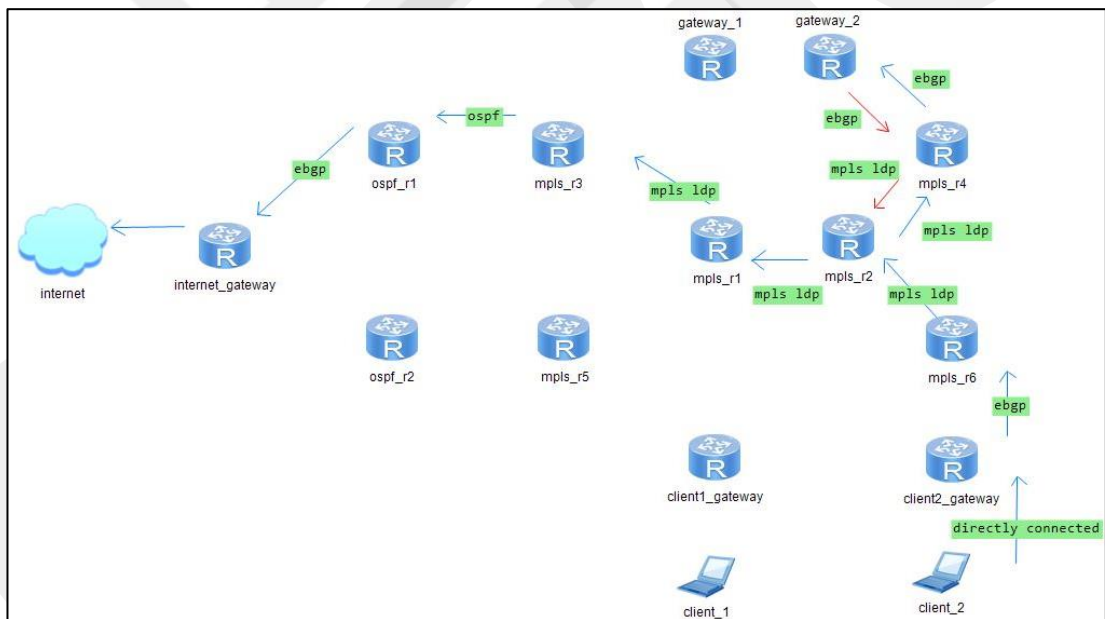 gateway_1
gateway_2
ebgp
ebgp
ospf
ebgp
ospf_r1
mpls_r3
mpls ldp
mpls_r4
mpls ldp
mpls ldp
internet
internet_gateway
mpls_r1
mpls_r2
mpls ldp
mpls ldp
ospf_r2
mpls_r5
mpls_r6
ebgp
client1_gateway
client2_gateway
directly connected
client_1
client_2
R
R
R
R
R
R
R
R
R
R
R
R
R